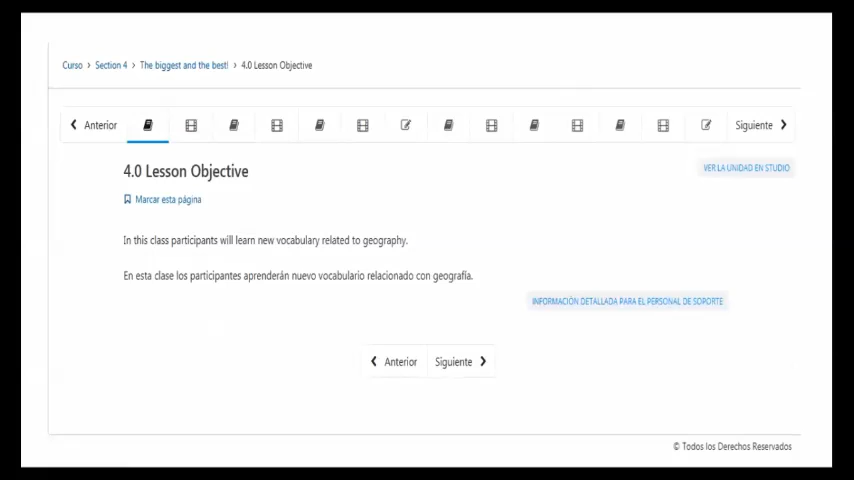 Curso > Section 4 > The biggest and the best! > 4.0 Lesson Objective
Anterior
Siguiente
4.0 Lesson Objective
VER LA UNIDAD EN STUDIO
Marcar esta página
In this class participants will learn new vocabulary related to geography.
En esta clase los participantes aprenderán nuevo vocabulario relacionado con geografía.
INFORMACIÓN DETALLADA PARA EL PERSONAL DE SOPORTE
Anterior Siguiente
© Todos los Derechos Reservados